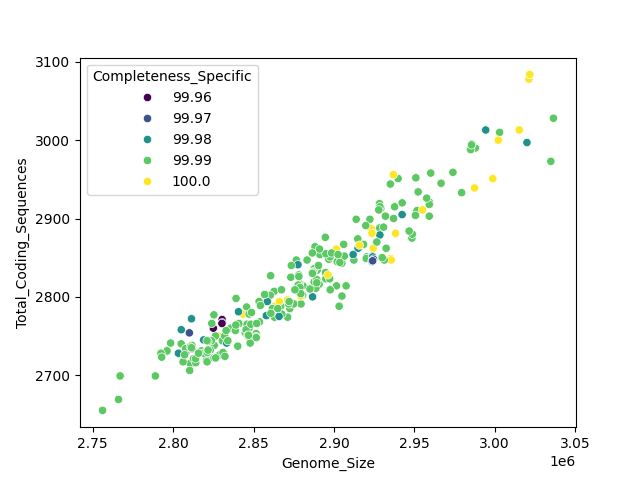 Completeness_Specific
99.96
99.97
99.98
99.99
100.0
3100
3000
2900
2800
2700
Total_Coding_Sequences
2.75 2.80 2.85 2.90 2.95 3.00 3.05
1e6
Genome_Size